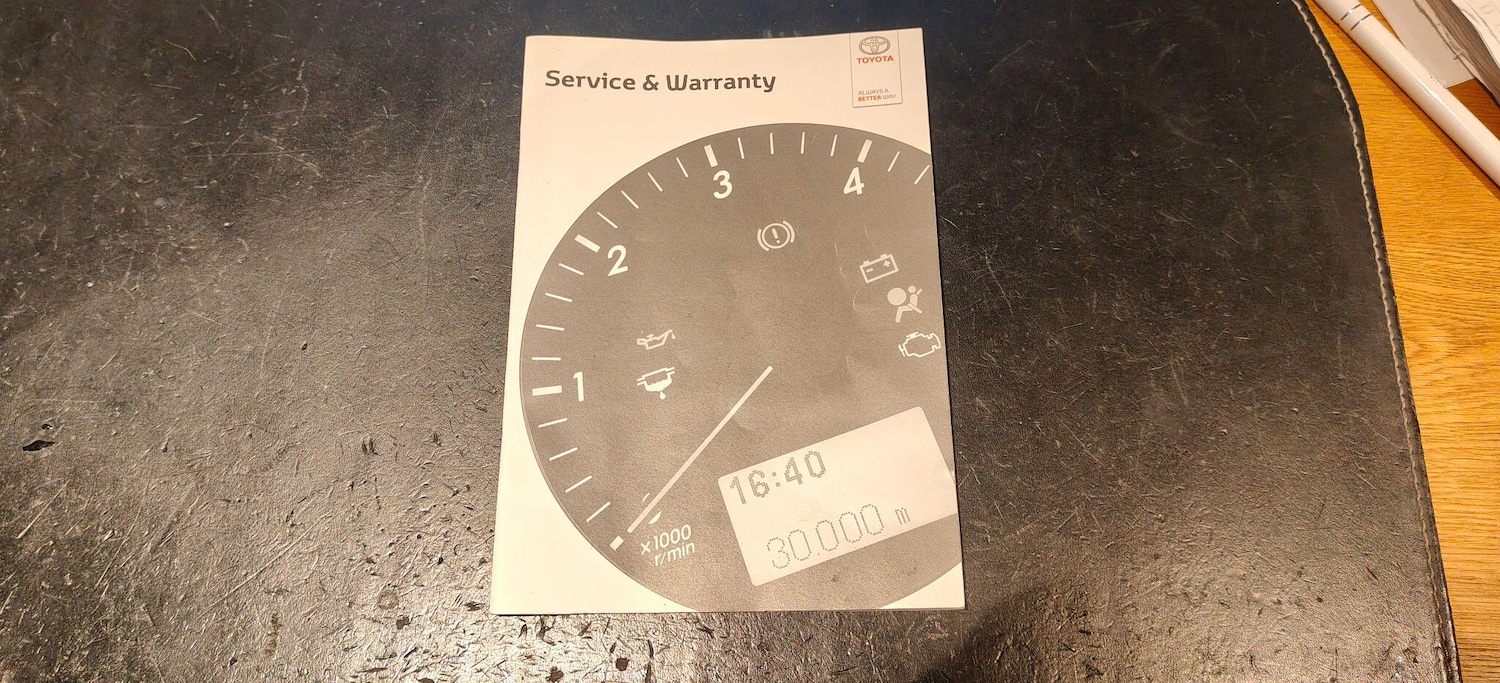 Service & Warranty
TOYOTA
ALWAYS A
BETTER WAY
3
4
2
1
16:40
30.000 m
x1000
r/min